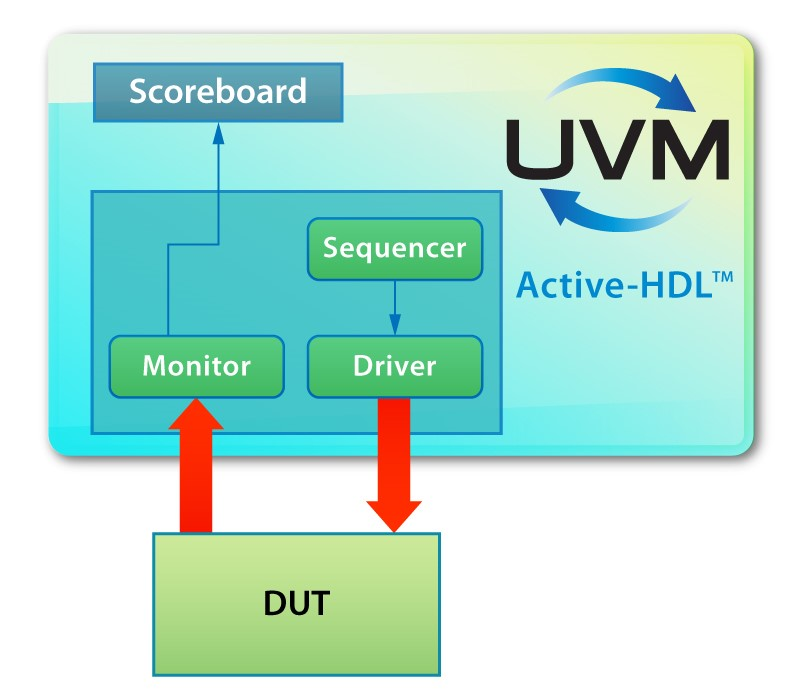 Scoreboard
UVM
Sequencer
Active-HDL™
Monitor
Driver
DUT